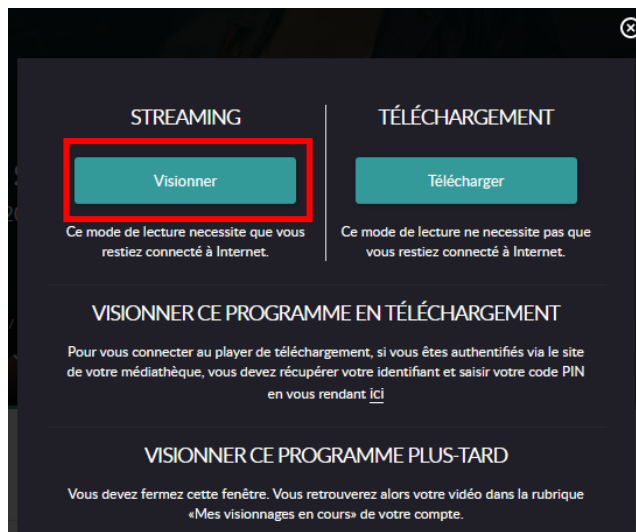 STREAMING
Visionner
Ce mode de lecture necessite que vous
restiez connecté à Internet.
TÉLÉCHARGEMENT
Télécharger
Ce mode de lecture ne necessite pas que
vous restiez connecté à Internet.
VISIONNER CE PROGRAMME EN TÉLÉCHARGEMENT
Pour vous connecter au player de téléchargement, si vous êtes authentifiés via le site
de votre médiathèque, vous devez récupérer votre identifiant et saisir votre code PIN
en vous rendant ici
VISIONNER CE PROGRAMME PLUS-TARD
Vous devez fermez cette fenêtre. Vous retrouverez alors votre vidéo dans la rubrique
«Mes visionnages en cours» de votre compte.